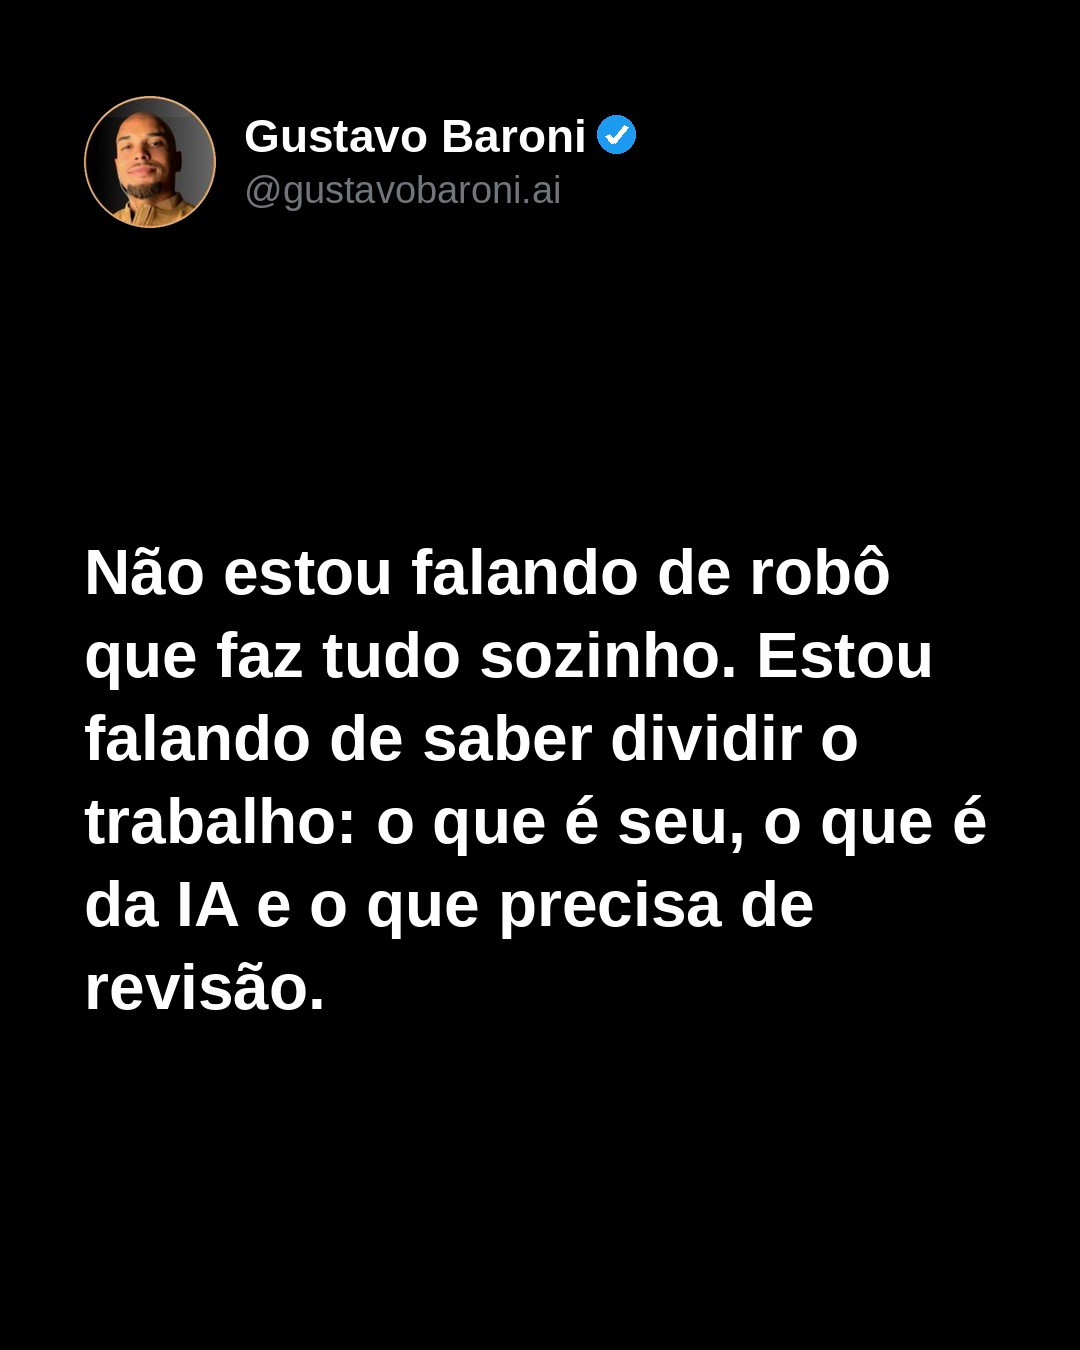 Gustavo Baroni
@gustavobaroni.ai
Não estou falando de robô
que faz tudo sozinho. Estou
falando de saber dividir o
trabalho: o que é seu, o que é
da IA e o que precisa de
revisão.